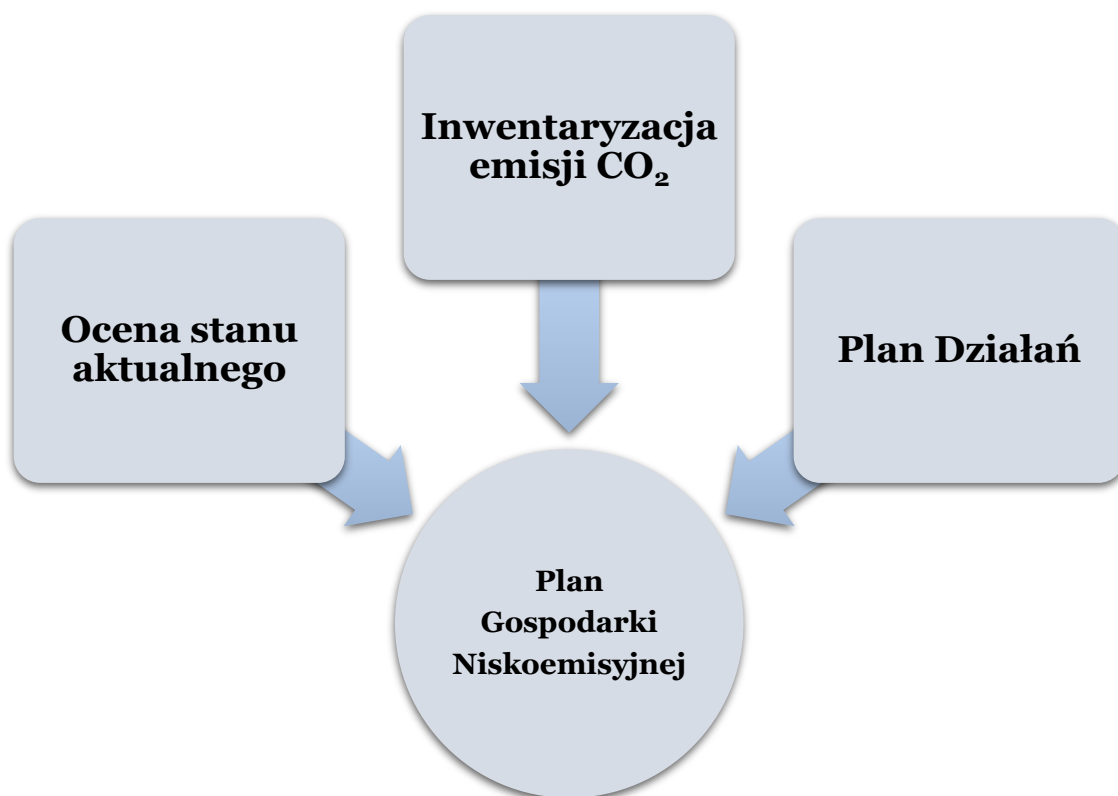 Inwentaryzacja
emisji CO₂
Ocena stanu
aktualnego
Plan Działań
Plan
Gospodarki
Niskoemisyjnej